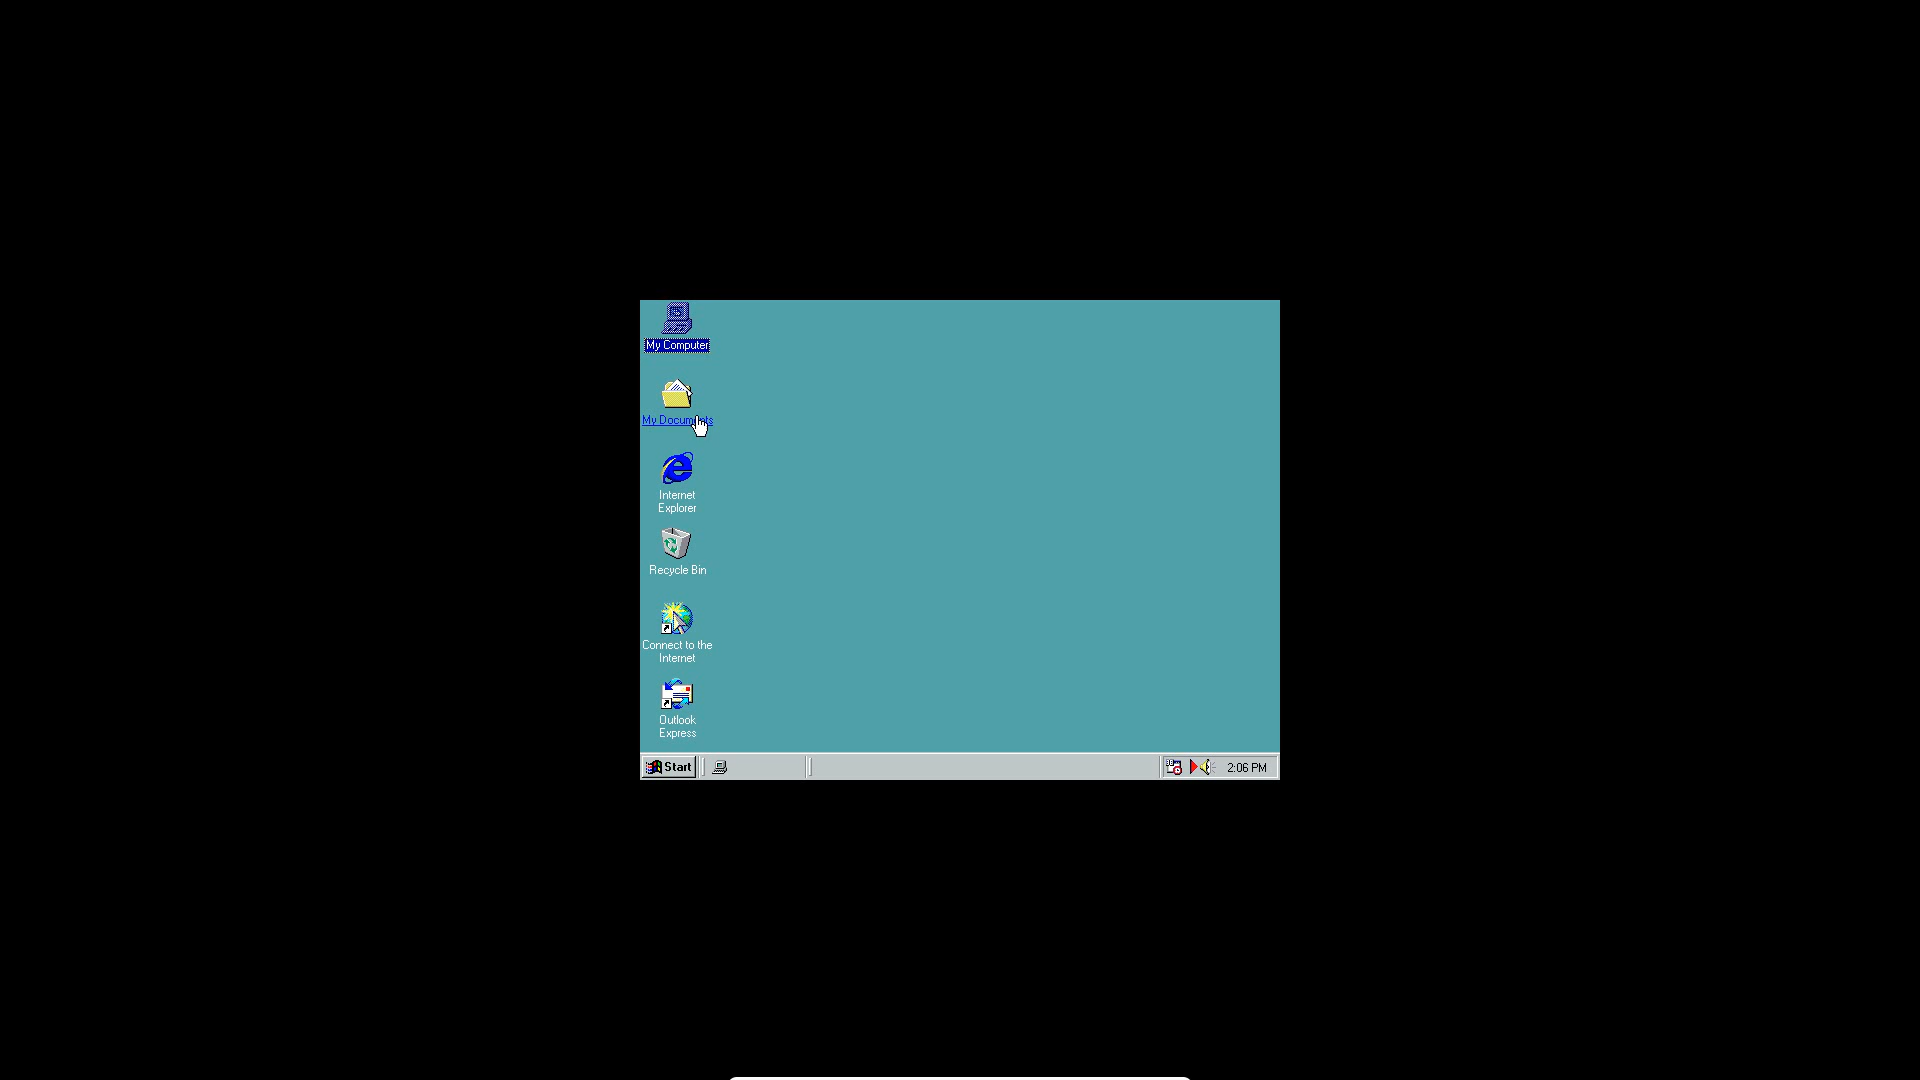 My Computer
My Documents
Internet
Explorer
Recycle Bin
Connect to the
Internet
Outlook
Express
Start
2:06 PM